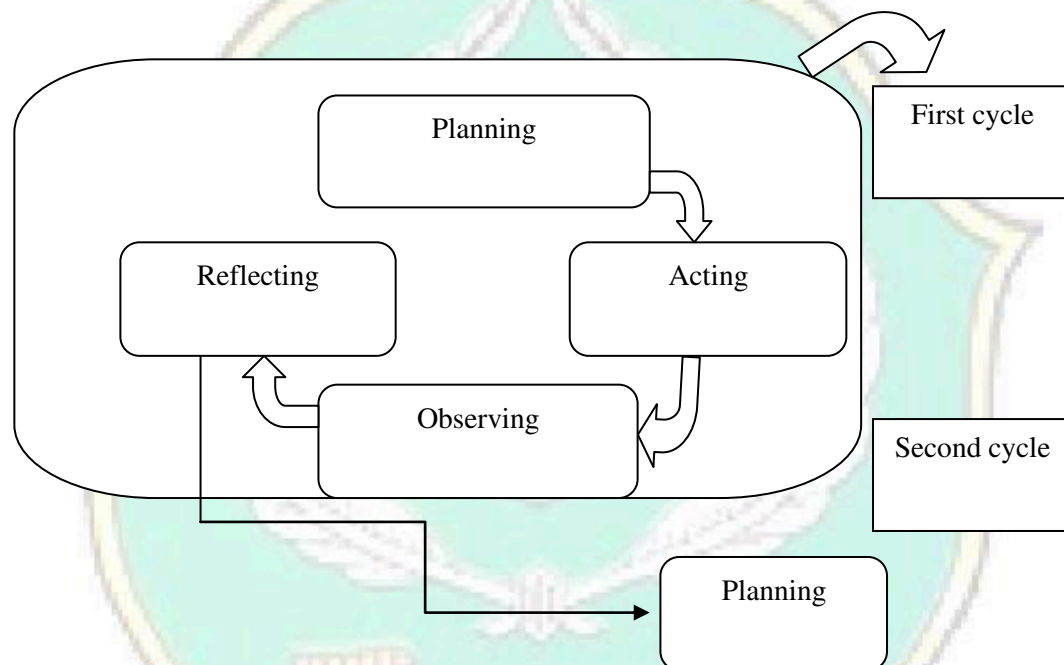 Planning
First cycle
Reflecting
Acting
Observing
Second cycle
Planning